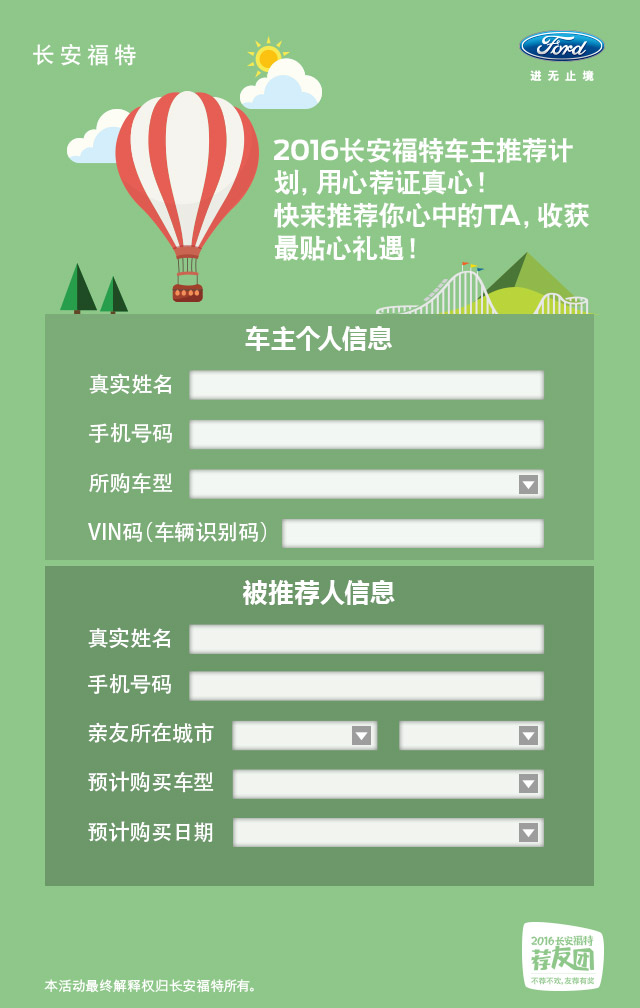 长安福特
Ford
进无止境
2016长安福特车主推荐计
划，用心荐证真心！
快来推荐你心中的TA，收获
最贴心礼遇！
车主个人信息
真实姓名
手机号码
所购车型
VIN码（车辆识别码）
被推荐人信息
真实姓名
手机号码
亲友所在城市
预计购买车型
预计购买日期
2016长安福特
荐友团
不荐不欢，友荐有奖
本活动最终解释权归长安福特所有。